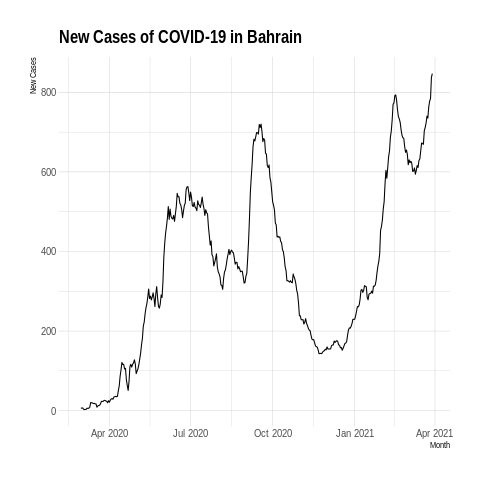 New Cases of COVID-19 in Bahrain
New Cases
800
600
400
200
0
Apr 2020 Jul 2020 Oct 2020 Jan 2021 Apr 2021
Month